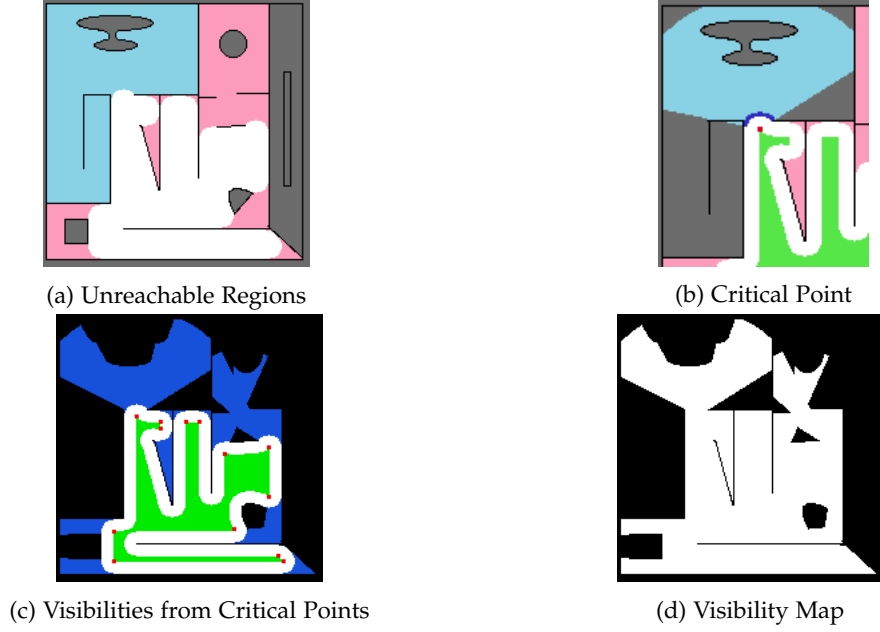 (a) Unreachable Regions
(b) Critical Point
(c) Visibilities from Critical Points
(d) Visibility Map